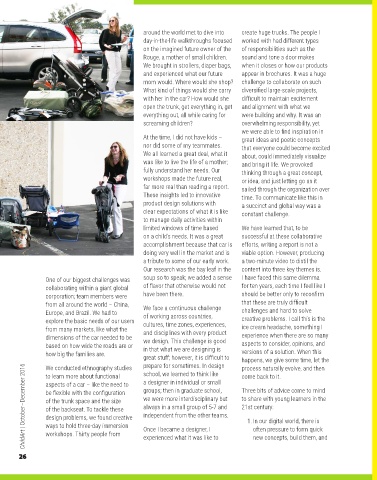 One of our biggest challenges was
collaborating within a giant global
corporation; team members were
from all around the world – China,
Europe, and Brazil. We had to
explore the basic needs of our users
from many markets, like what the
dimensions of the car needed to be
based on how wide the roads are or
how big the families are.
We conducted ethnography studies
to learn more about functional
aspects of a car – like the need to
be flexible with the configuration
of the trunk space and the size
of the backseat. To tackle these
design problems, we found creative
ways to hold three-day immersion
workshops. Thirty people from
around the world met to dive into
day-in-the-life walkthroughs focused
on the imagined future owner of the
Rouge, a mother of small children.
We brought in strollers, diaper bags,
and experienced what our future
mom would. Where would she shop?
What kind of things would she carry
with her in the car? How would she
open the trunk, get everything in, get
everything out, all while caring for
screaming children?
At the time, I did not have kids –
nor did some of my teammates.
We all learned a great deal, what it
was like to live the life of a mother,
fully understand her needs. Our
workshops made the future real,
far more real than reading a report.
These insights led to innovative
product design solutions with
clear expectations of what it is like
to manage daily activities within
limited windows of time based
on a child's needs. It was a great
accomplishment because that car is
doing very well in the market and is
a tribute to some of our early work.
Our research was the bay leaf in the
soup so to speak; we added a sense
of flavor that otherwise would not
have been there.
We face a continuous challenge
of working across countries,
cultures, time zones, experiences,
and disciplines with every product
we design. This challenge is good
in that what we are designing is
great stuff; however, it is difficult to
prepare for sometimes. In design
school, we learned to think like
a designer in individual or small
groups; then in graduate school,
we were more interdisciplinary but
always in a small group of 5-7 and
independent from the other teams.
Once I became a designer, I
experienced what it was like to
create huge trucks. The people I
worked with had different types
of responsibilities such as the
sound and tone a door makes
when it closes or how our products
appear in brochures. It was a huge
challenge to collaborate on such
diversified large-scale projects,
difficult to maintain excitement
and alignment with what we
were building and why. It was an
overwhelming responsibility, yet
we were able to find inspiration in
great ideas and poetic concepts
that everyone could become excited
about, could immediately visualize
and bring it life. We provoked
thinking through a great concept,
or idea, and just letting go as it
sailed through the organization over
time. To communicate like this in
a succinct and global way was a
constant challenge.
We have learned that, to be
successful at these collaborative
efforts, writing a report is not a
viable option. However, producing
a two-minute video to distill the
content into three key themes is.
I have faced this same dilemma
for ten years, each time I feel like I
should be better only to reconfirm
that these are truly difficult
challenges and hard to solve
creative problems. I call this is the
ice cream headache, something I
experience when there are so many
aspects to consider, opinions, and
versions of a solution. When this
happens, we give some time, let the
process naturally evolve, and then
come back to it.
Three bits of advice come to mind
to share with young learners in the
21st century:
1. In our digital world, there is
often pressure to form quick
new concepts, build them, and
ChildArt | October - December 2018
26